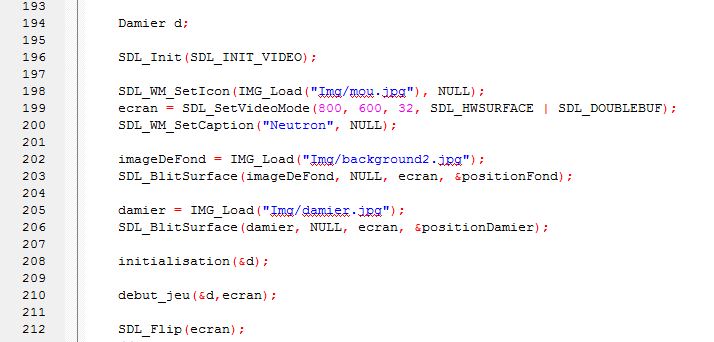 193
194 Damier d;
195
196 SDL_Init(SDL_INIT_VIDEO);
197
198 SDL_WM_SetIcon(IMG_Load("Img/mou.jpg"), NULL);
199 ecran = SDL_SetVideoMode(800, 600, 32, SDL_HWSURFACE | SDL_DOUBLEBUF);
200 SDL_WM_SetCaption("Neutron", NULL);
201
202 imageDeFond = IMG_Load("Img/background2.jpg");
203 SDL_BlitSurface(imageDeFond, NULL, ecran, &positionFond);
204
205 damier = IMG_Load("Img/damier.jpg");
206 SDL_BlitSurface(damier, NULL, ecran, &positionDamier);
207
208 initialisation(&d);
209
210 debut_jeu(&d,ecran);
211
212 SDL_Flip(ecran);